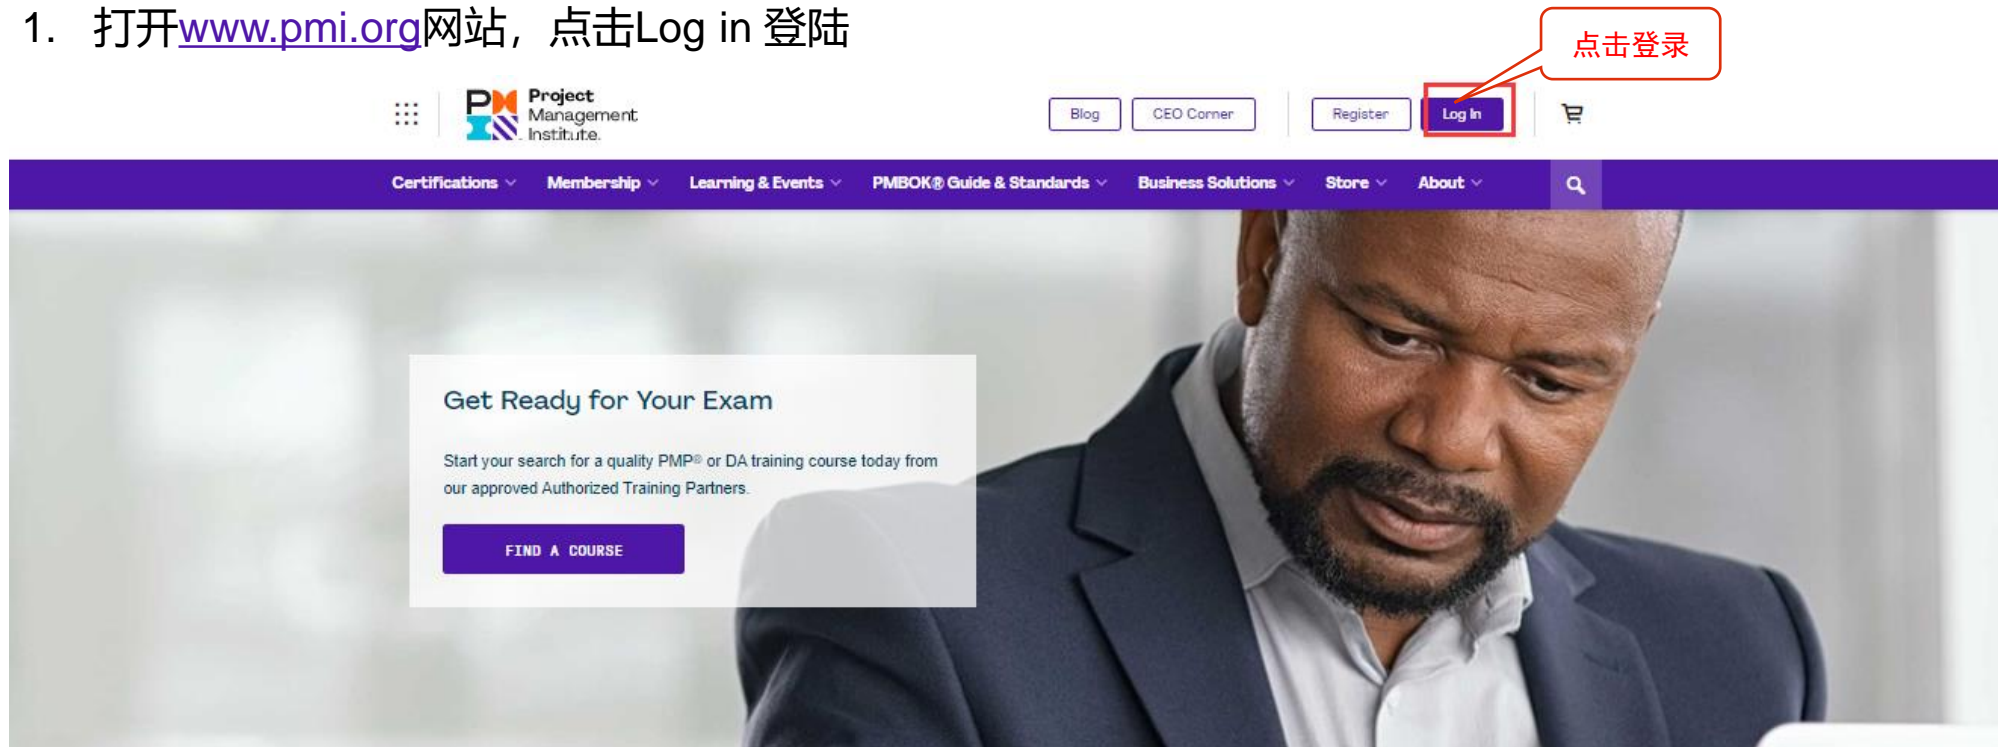 1. 打开www.pmi.org网站，点击Log in 登陆
点击登录
Project
Management
Institute.
Blog
CEO Corner
Register
Log In
Certifications
Membership
Learning & Events
PMBOK® Guide & Standards
Business Solutions
Store
About
Get Ready for Your Exam
Start your search for a quality PMP® or DA training course today from
our approved Authorized Training Partners.
FIND A COURSE